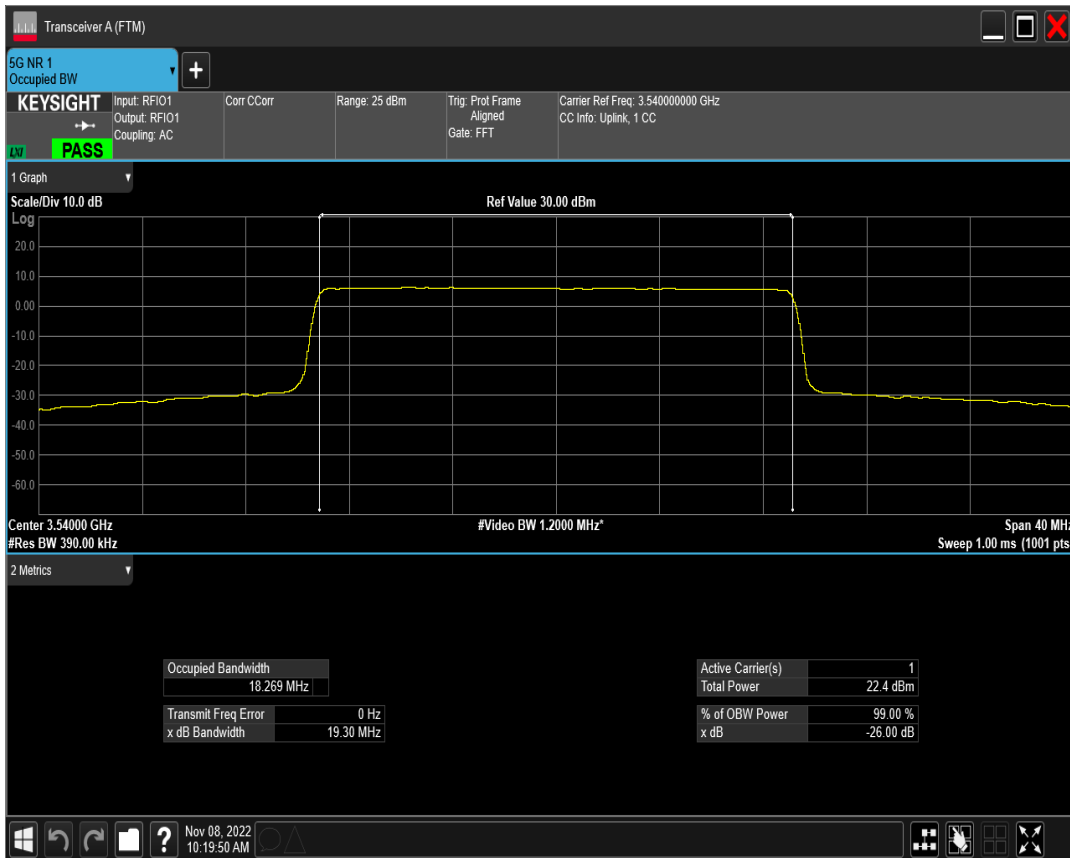 Transceiver A (FTM)
5G NR 1
Occupied BW
+
KEYSIGHT
LXI
PASS
Input: RFIO1
Output: RFIO1
Coupling: AC
Corr CCorr
Range: 25 dBm
Trig: Prot Frame
Aligned
Gate: FFT
Carrier Ref Freq: 3.540000000 GHz
CC Info: Uplink, 1 CC
1 Graph
Scale/Div 10.0 dB
Ref Value 30.00 dBm
Log
20.0
10.0
0.00
-10.0
-20.0
-30.0
-40.0
-50.0
-60.0
Center 3.54000 GHz
#Video BW 1.2000 MHz*
Span 40 MHz
#Res BW 390.00 kHz
Sweep 1.00 ms (1001 pts
2 Metrics
Occupied Bandwidth
18.269 MHz
Transmit Freq Error 0 Hz
x dB Bandwidth 19.30 MHz
Active Carrier(s) 1
Total Power 22.4 dBm
% of OBW Power 99.00 %
x dB -26.00 dB
?
Nov 08, 2022
10:19:50 AM